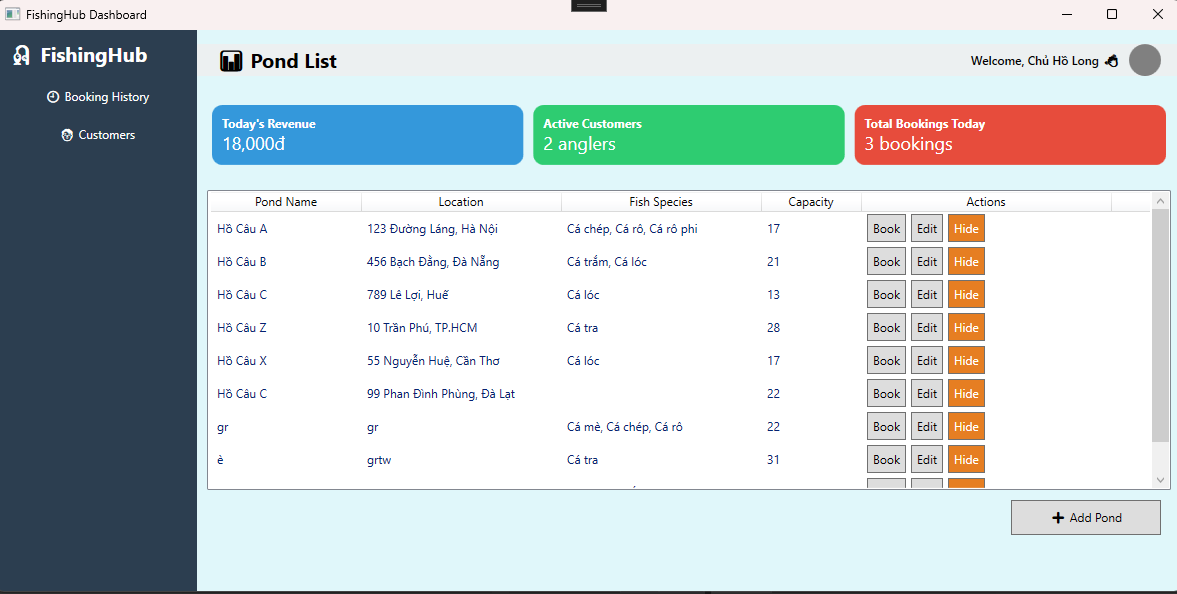 FishingHub Dashboard
FishingHub
Booking History
Customers
Pond List
Welcome, Chủ Hồ Long
Today's Revenue
18,000đ
Active Customers
2 anglers
Total Bookings Today
3 bookings
Pond Name Location Fish Species Capacity Actions
Hồ Câu A 123 Đường Láng, Hà Nội Cá chép, Cá rô, Cá rô phi 17 Book Edit Hide
Hồ Câu B 456 Bạch Đằng, Đà Nẵng Cá trắm, Cá lóc 21 Book Edit Hide
Hồ Câu C 789 Lê Lợi, Huế Cá lóc 13 Book Edit Hide
Hồ Câu Z 10 Trần Phú, TP.HCM Cá tra 28 Book Edit Hide
Hồ Câu X 55 Nguyễn Huệ, Cần Thơ Cá lóc 17 Book Edit Hide
Hồ Câu C 99 Phan Đình Phùng, Đà Lạt 22 Book Edit Hide
gr gr Cá mè, Cá chép, Cá rô 22 Book Edit Hide
è grtw Cá tra 31 Book Edit Hide
Add Pond